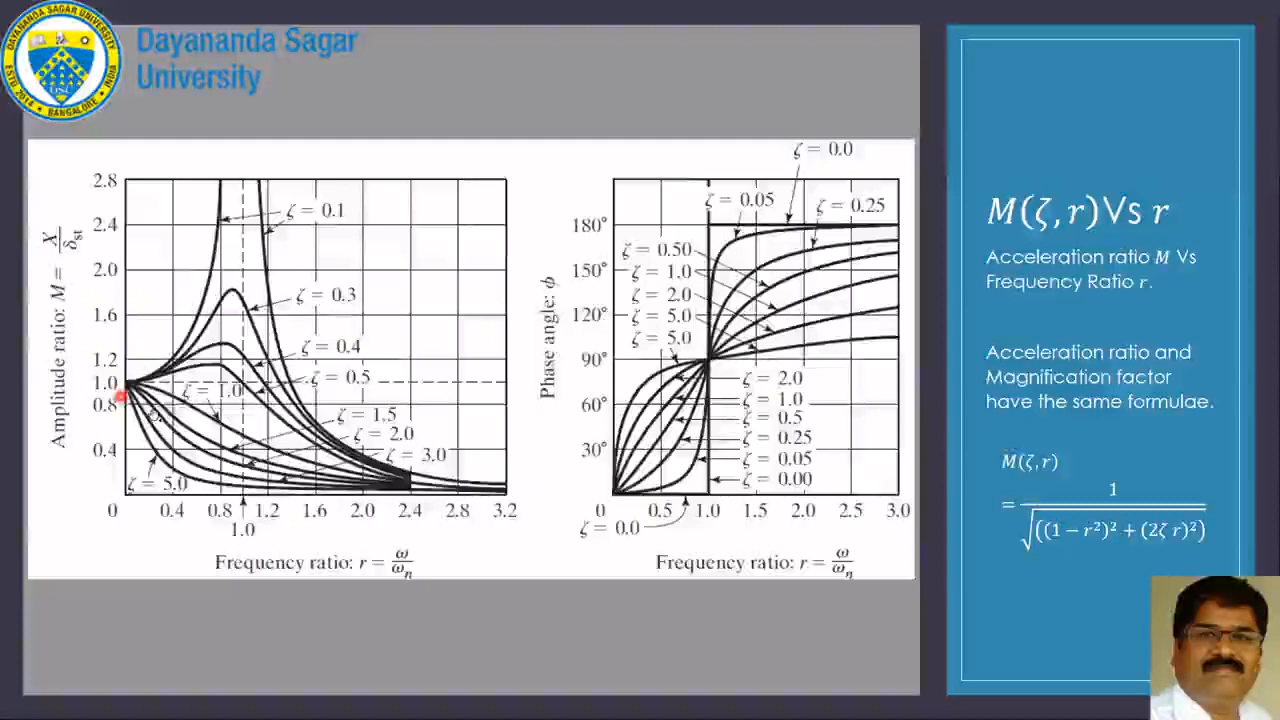 DAYANANDA SAGAR UNIVERSITY
ESTD. 2014 ★ BANGALORE ★ INDIA
Dayananda Sagar
University
Amplitude ratio: M = X/δst
2.8
2.4
2.0
1.6
1.2
1.0
0.8
0.4
ζ = 0.1
ζ = 0.3
ζ = 0.4
ζ = 0.5
ζ = 1.0
ζ = 1.5
ζ = 2.0
ζ = 3.0
ζ = 5.0
0 0.4 0.8 1.2 1.6 2.0 2.4 2.8 3.2
1.0
Frequency ratio: r = ω/ωn
Phase angle: ϕ
ζ = 0.0
ζ = 0.05
ζ = 0.25
180°
150°
120°
90°
60°
30°
ζ = 0.50
ζ = 1.0
ζ = 2.0
ζ = 5.0
ζ = 5.0
ζ = 2.0
ζ = 1.0
ζ = 0.5
ζ = 0.25
ζ = 0.05
ζ = 0.00
0 0.5 1.0 1.5 2.0 2.5 3.0
ζ = 0.0
Frequency ratio: r = ω/ωn
M(ζ,r)Vs r
Acceleration ratio M Vs
Frequency Ratio r.
Acceleration ratio and
Magnification factor
have the same formulae.
M(ζ,r)
= 1/√(((1 − r²)² + (2ζ r)²)